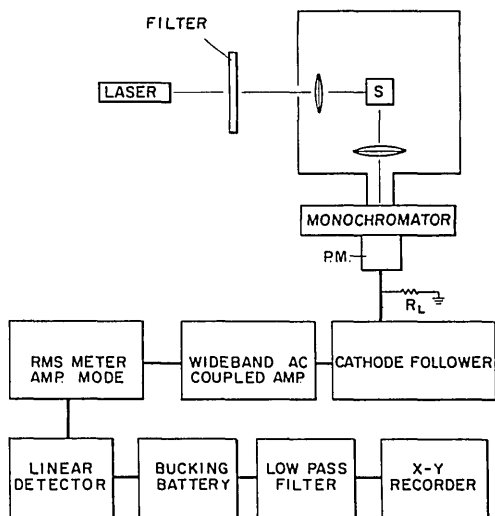 FILTER
LASER
S
MONOCHROMATOR
P.M.
RL
RMS METER
AMP. MODE
WIDEBAND AC
COUPLED AMP.
CATHODE FOLLOWER
LINEAR
DETECTOR
BUCKING
BATTERY
LOW PASS
FILTER
X-Y
RECORDER